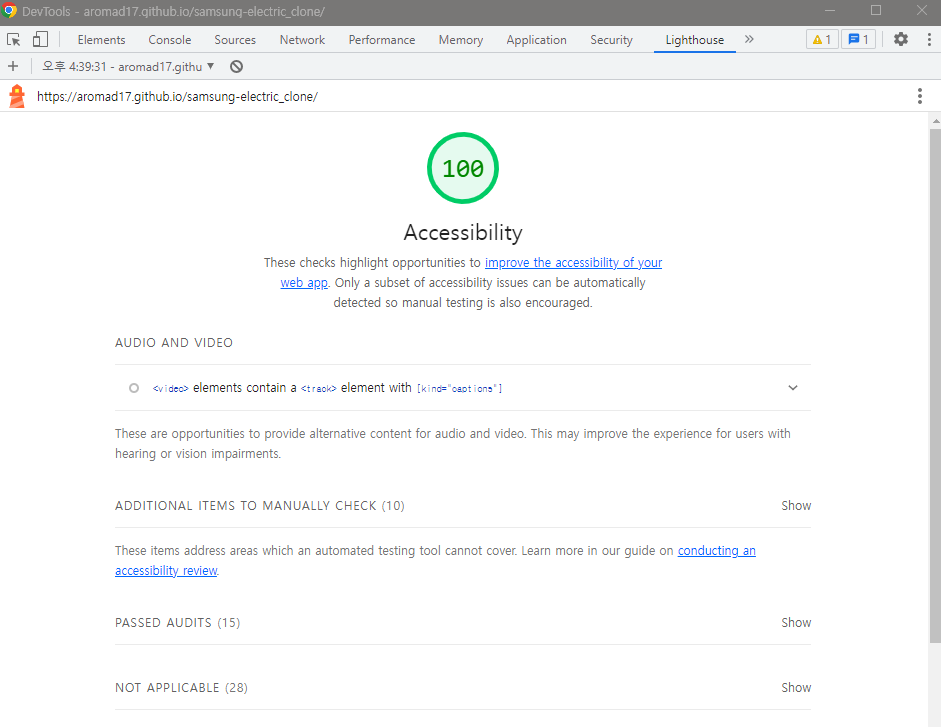 DevTools - aromad17.github.io/samsunq-electric_clone/
Elements Console Sources Network Performance Memory Application Security Lighthouse 1 1
오후 4:39:31 - aromad17.githu
https://aromad17.github.io/samsunq-electric_clone/
100
Accessibility
These checks highlight opportunities to improve the accessibility of your
web app. Only a subset of accessibility issues can be automatically
detected so manual testing is also encouraged.
AUDIO AND VIDEO
<video> elements contain a <track> element with [kind="captions"]
These are opportunities to provide alternative content for audio and video. This may improve the experience for users with
hearing or vision impairments.
ADDITIONAL ITEMS TO MANUALLY CHECK (10) Show
These items address areas which an automated testing tool cannot cover. Learn more in our guide on conducting an
accessibility review.
PASSED AUDITS (15) Show
NOT APPLICABLE (28) Show